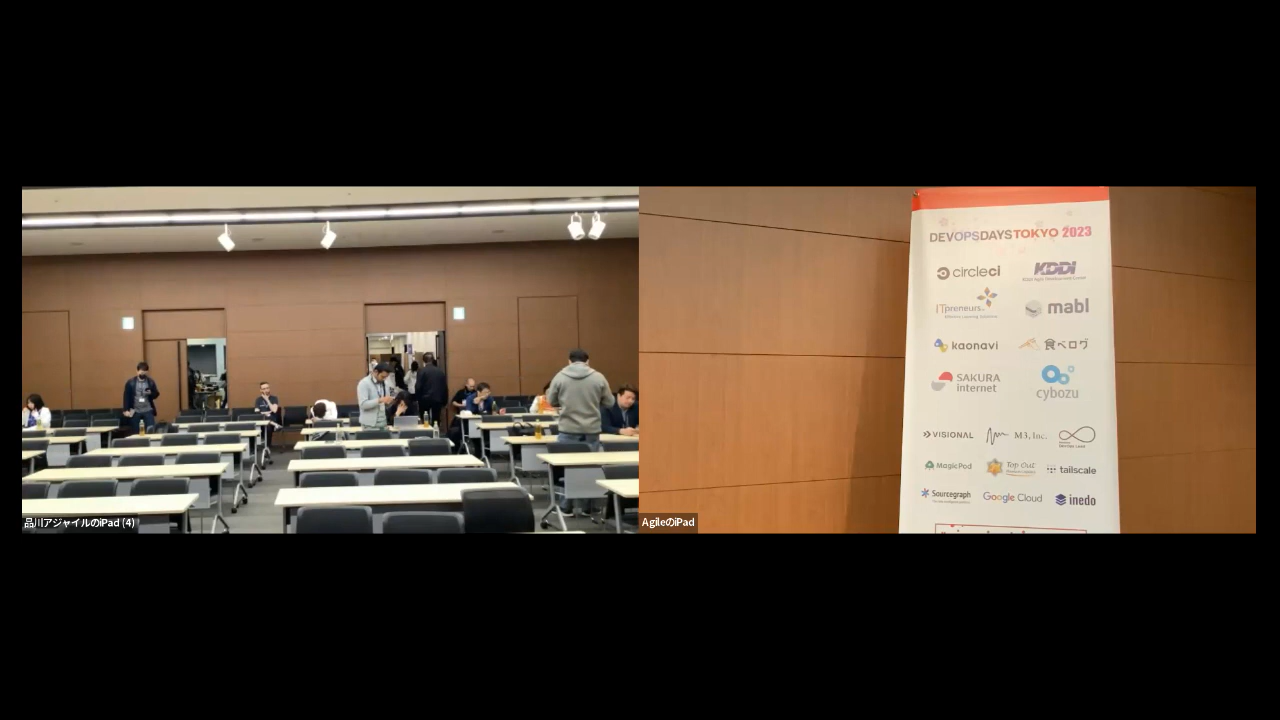 DEVOPSDAYS TOKYO 2023
circleci
KDDI
ITpreneurs
mabl
kaonavi
食べログ
SAKURA
internet
cybozu
VISIONAL
M3, Inc.
MagicPod
Top Out
tailscale
Sourcegraph
Google Cloud
inedo
品川アジャイルのiPad (4)
AgileのiPad